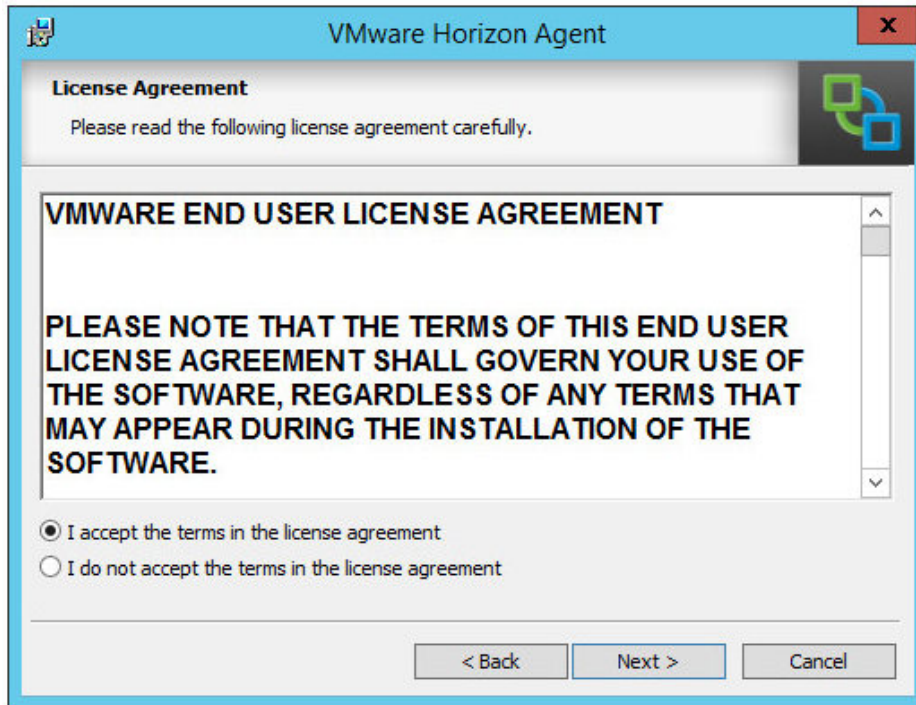 VMware Horizon Agent
x
License Agreement
Please read the following license agreement carefully.
VMWARE END USER LICENSE AGREEMENT
PLEASE NOTE THAT THE TERMS OF THIS END USER
LICENSE AGREEMENT SHALL GOVERN YOUR USE OF
THE SOFTWARE, REGARDLESS OF ANY TERMS THAT
MAY APPEAR DURING THE INSTALLATION OF THE
SOFTWARE.
I accept the terms in the license agreement
I do not accept the terms in the license agreement
< Back Next > Cancel